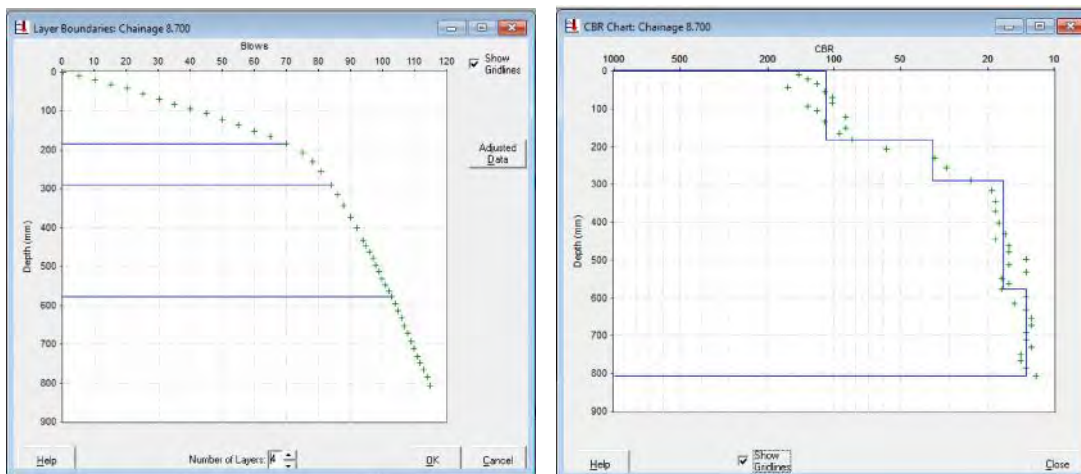 Layer Boundaries: Chainage 8.700
Blows
0 10 20 30 40 50 60 70 80 90 100 110 120
Show
Gridlines
0
100
200
300
400
500
600
700
800
900
Depth (mm)
Adjusted
Data
Help
Number of Layers: 4
OK
Cancel
CBR Chart: Chainage 8.700
CBR
1000 500 200 100 50 20 10
0
100
200
300
400
500
600
700
800
900
Depth (mm)
Help
Show
Gridlines
Close